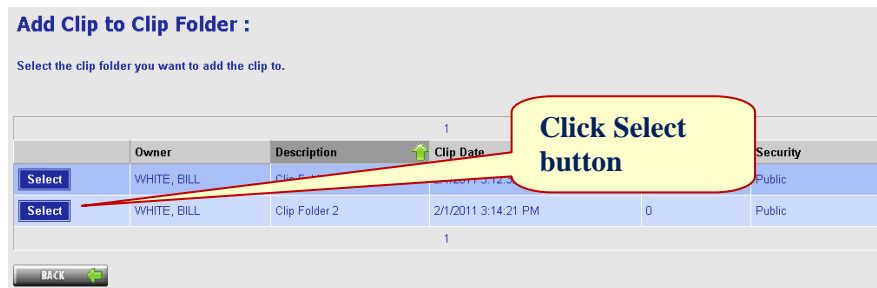 Add Clip to Clip Folder :
Select the clip folder you want to add the clip to.
1
Click Select
button
Owner Description Clip Date Security
Select WHITE, BILL Clip Public
Select WHITE, BILL Clip Folder 2 2/1/2011 3:14:21 PM 0 Public
1
BACK